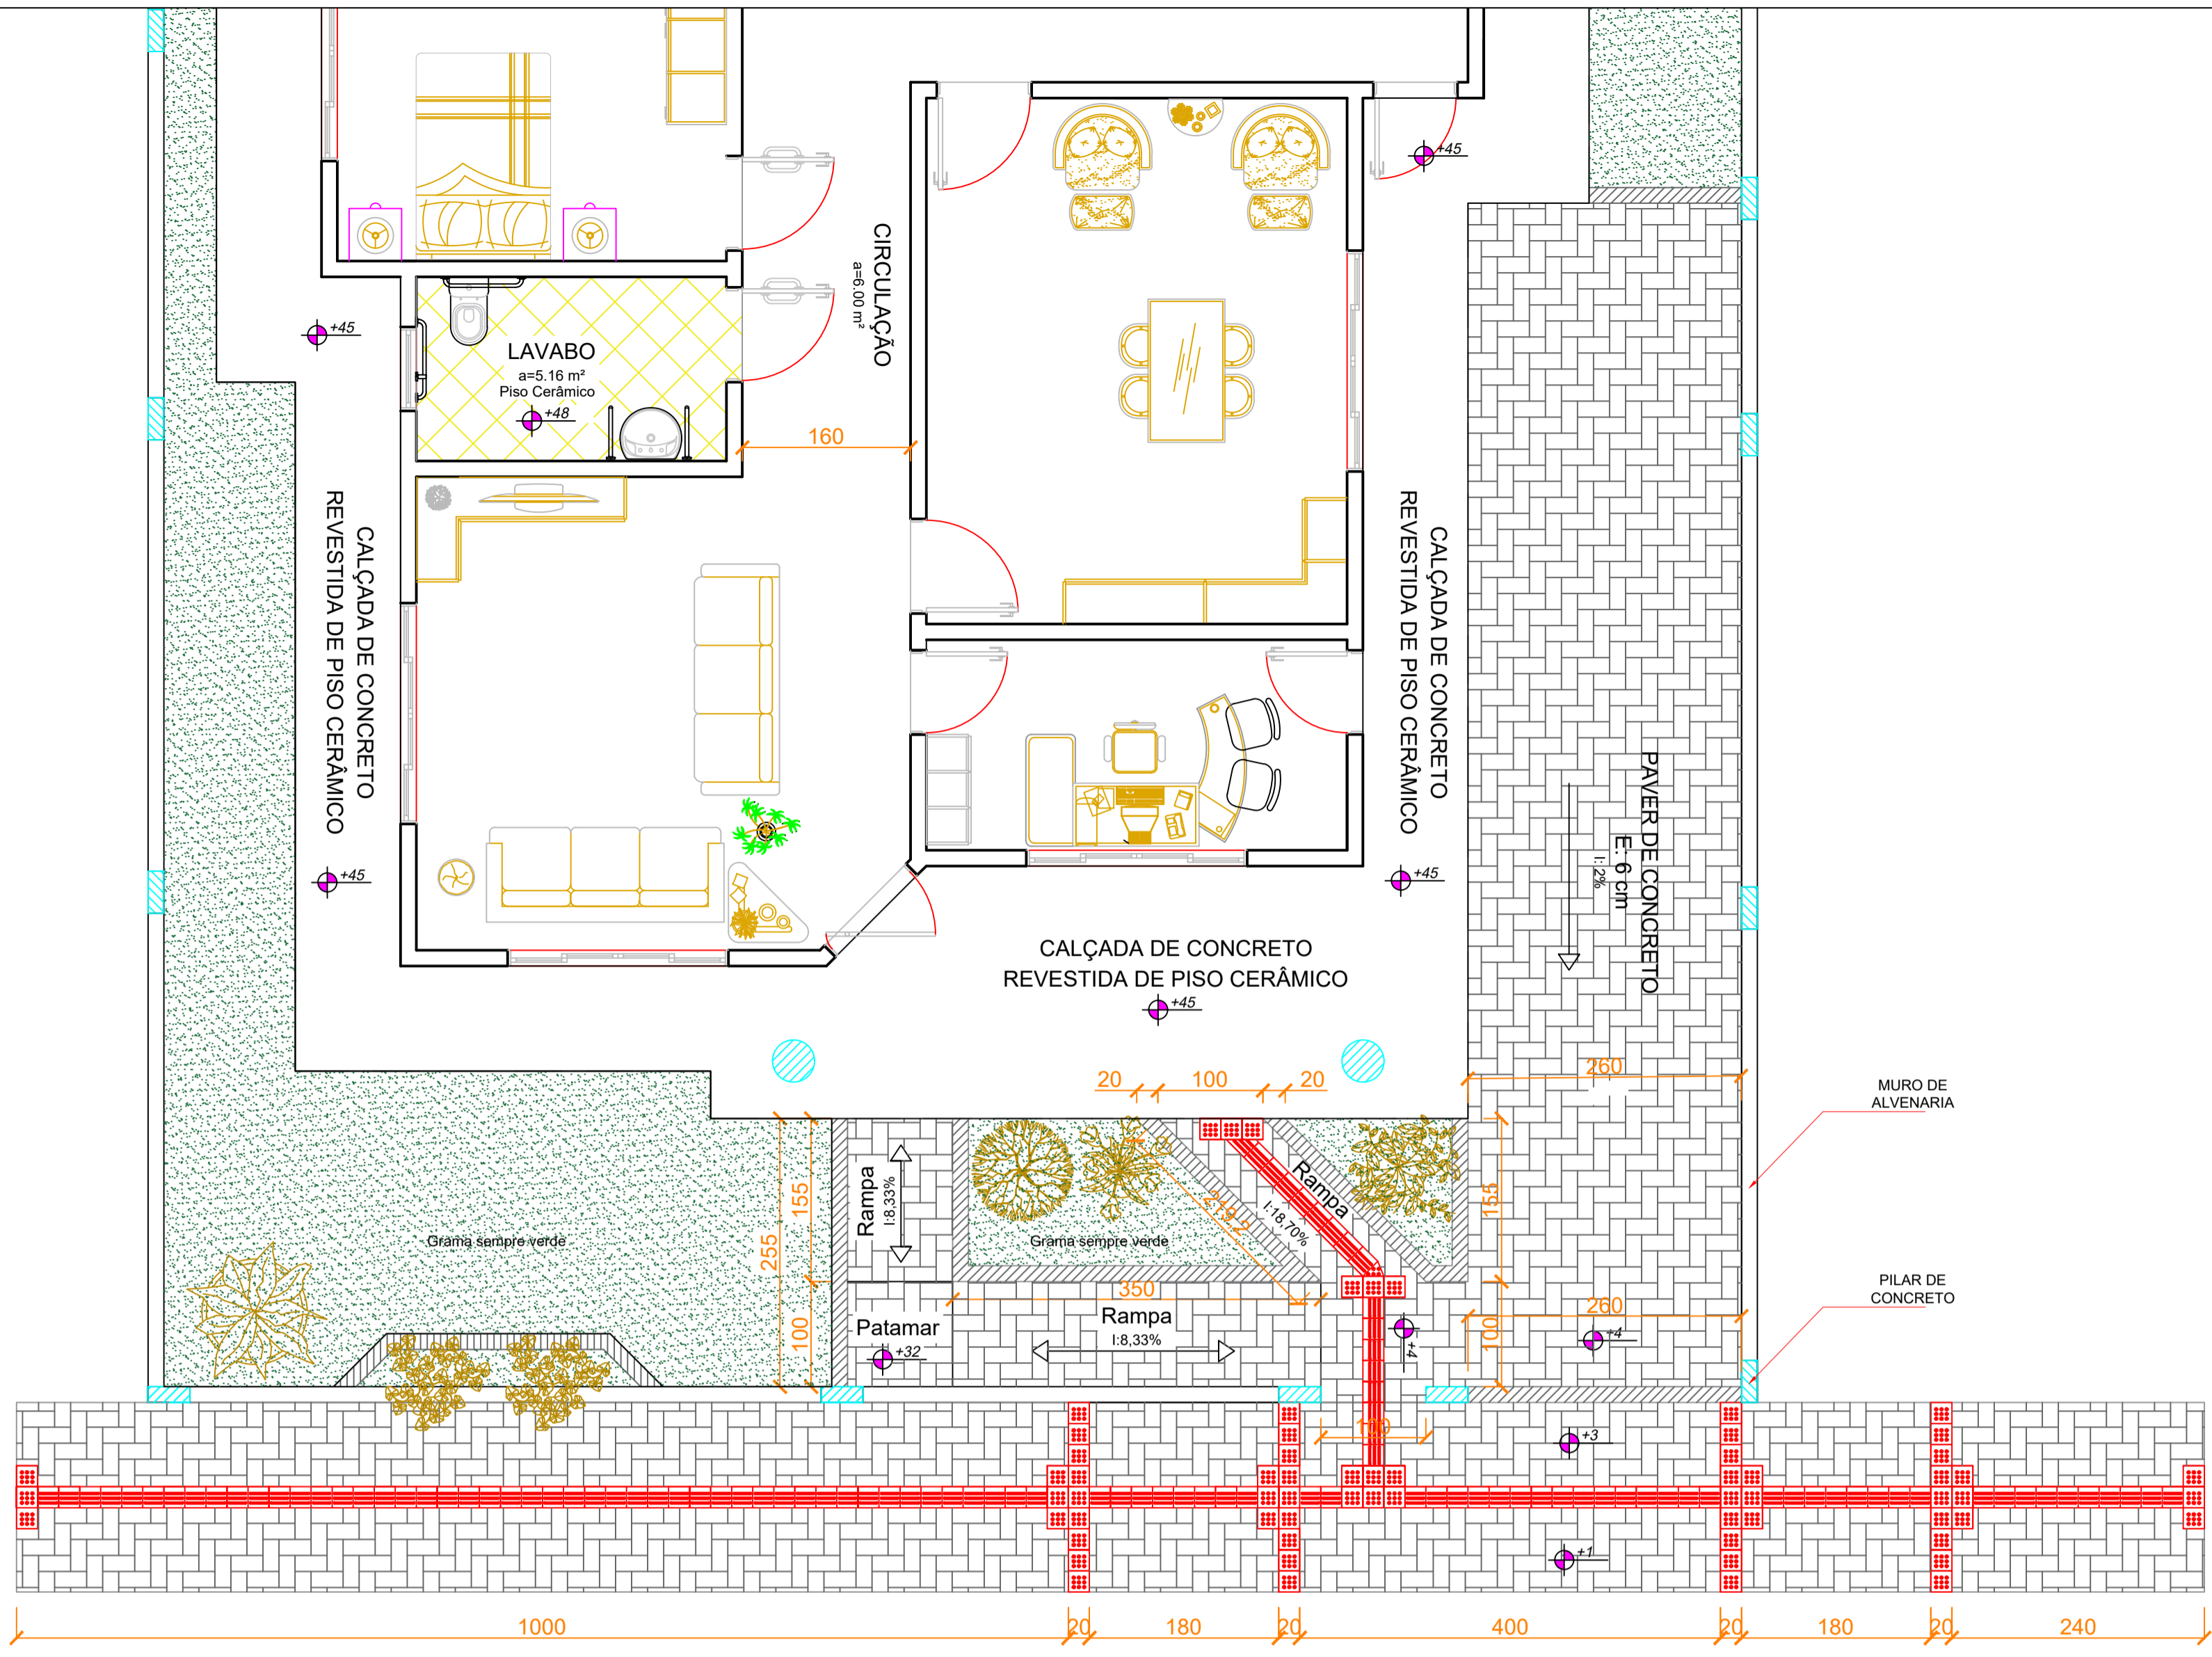 +45
CIRCULAÇÃO
a=6.00 m²
+45
LAVABO
a=5.16 m²
Piso Cerâmico
+48
160
CALÇADA DE CONCRETO
REVESTIDA DE PISO CERÂMICO
CALÇADA DE CONCRETO
REVESTIDA DE PISO CERÂMICO
PAVER DE CONCRETO
E: 6 cm
I: 2%
+45
+45
CALÇADA DE CONCRETO
REVESTIDA DE PISO CERÂMICO
+45
260
20 100 20
MURO DE
ALVENARIA
Rampa
I:8,33%
155
255
100
Grama sempre verde
Grama sempre verde
219,2
Rampa
I:18,70%
155
100
350
Rampa
I:8,33%
Patamar
+32
+4
260
+4
PILAR DE
CONCRETO
100
+3
+1
1000 20 180 20 400 20 180 20 240